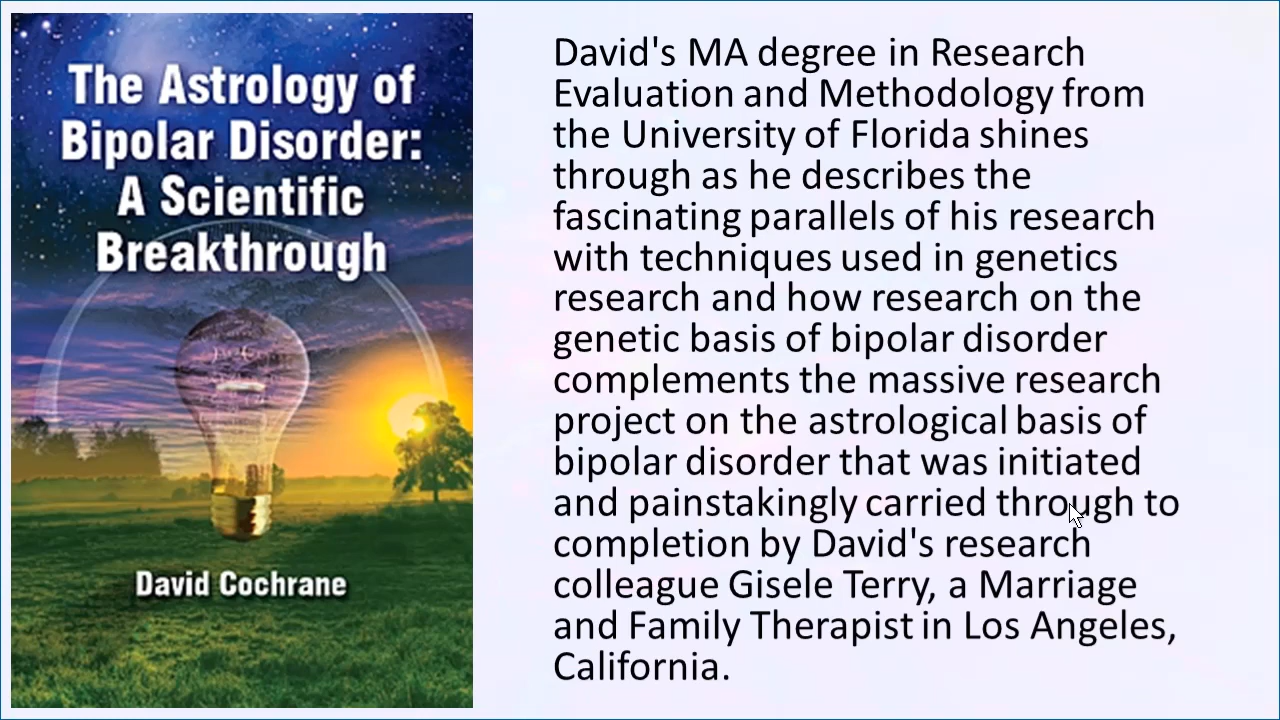 The Astrology of
Bipolar Disorder:
A Scientific
Breakthrough
David Cochrane
David's MA degree in Research
Evaluation and Methodology from
the University of Florida shines
through as he describes the
fascinating parallels of his research
with techniques used in genetics
research and how research on the
genetic basis of bipolar disorder
complements the massive research
project on the astrological basis of
bipolar disorder that was initiated
and painstakingly carried through to
completion by David's research
colleague Gisele Terry, a Marriage
and Family Therapist in Los Angeles,
California.